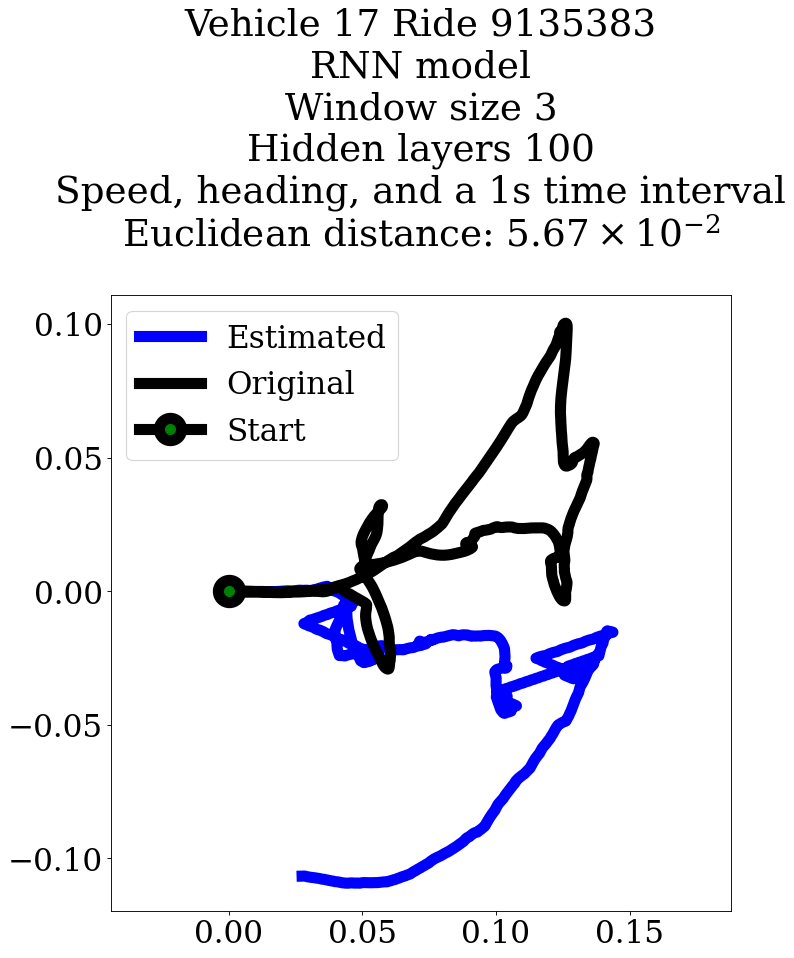 Vehicle 17 Ride 9135383
RNN model
Window size 3
Hidden layers 100
Speed, heading, and a 1s time interval
Euclidean distance: 5.67 × 10⁻²
Estimated
Original
Start
0.10
0.05
0.00
−0.05
−0.10
0.00 0.05 0.10 0.15